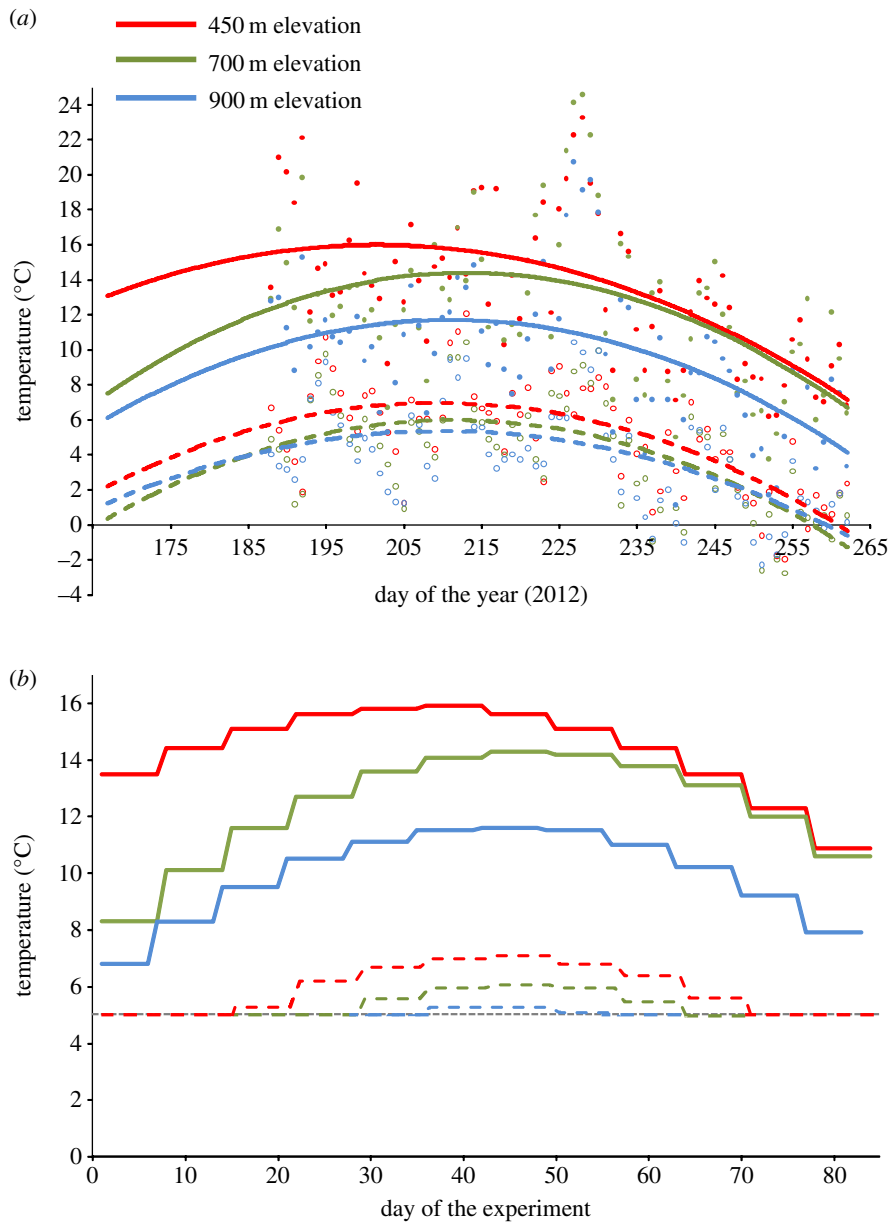 (a)
450 m elevation
700 m elevation
900 m elevation
24
22
20
18
16
14
12
10
8
6
4
2
0
–2
–4
temperature (°C)
175 185 195 205 215 225 235 245 255 265
day of the year (2012)
(b)
16
14
12
10
8
6
4
2
0
temperature (°C)
0 10 20 30 40 50 60 70 80
day of the experiment